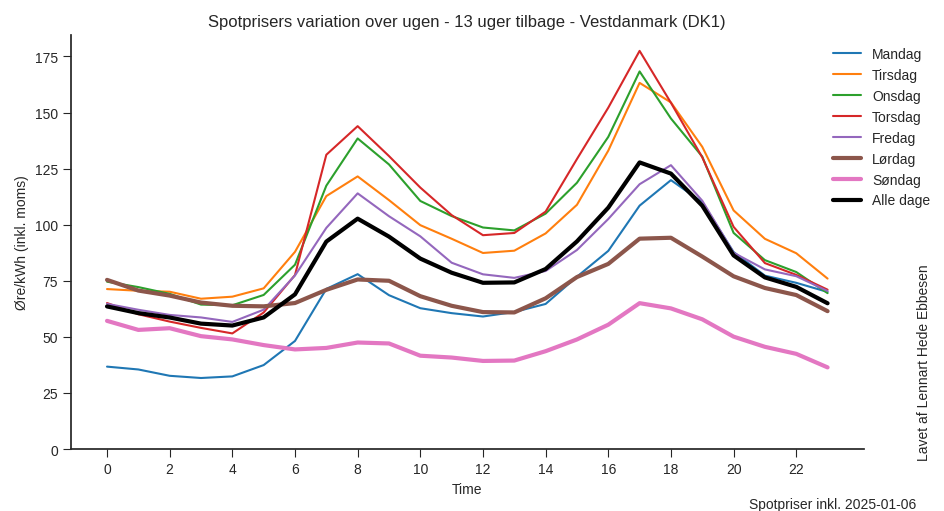 Spotprisers variation over ugen - 13 uger tilbage - Vestdanmark (DK1)
Øre/kWh (inkl. moms)
175
150
125
100
75
50
25
0
0 2 4 6 8 10 12 14 16 18 20 22
Time
Mandag
Tirsdag
Onsdag
Torsdag
Fredag
Lørdag
Søndag
Alle dage
Lavet af Lennart Hede Ebbesen
Spotpriser inkl. 2025-01-06